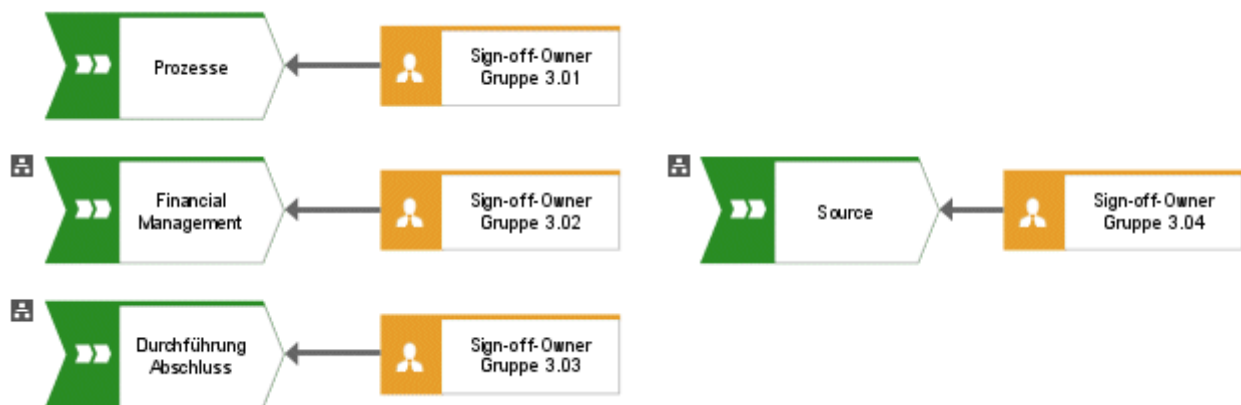 Prozesse
Sign-off-Owner
Gruppe 3.01
Financial
Management
Sign-off-Owner
Gruppe 3.02
Source
Sign-off-Owner
Gruppe 3.04
Durchführung
Abschluss
Sign-off-Owner
Gruppe 3.03